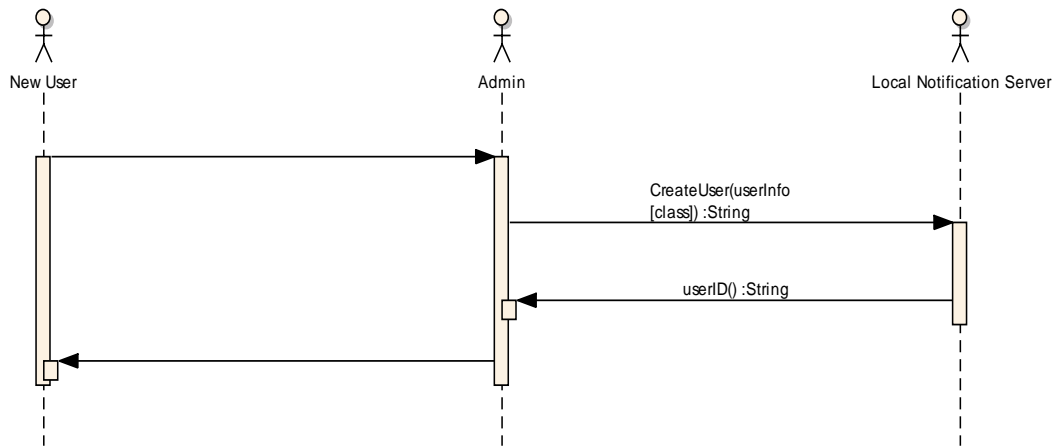 New User
Admin
Local Notification Server
CreateUser(userInfo
[class]) :String
userID() :String